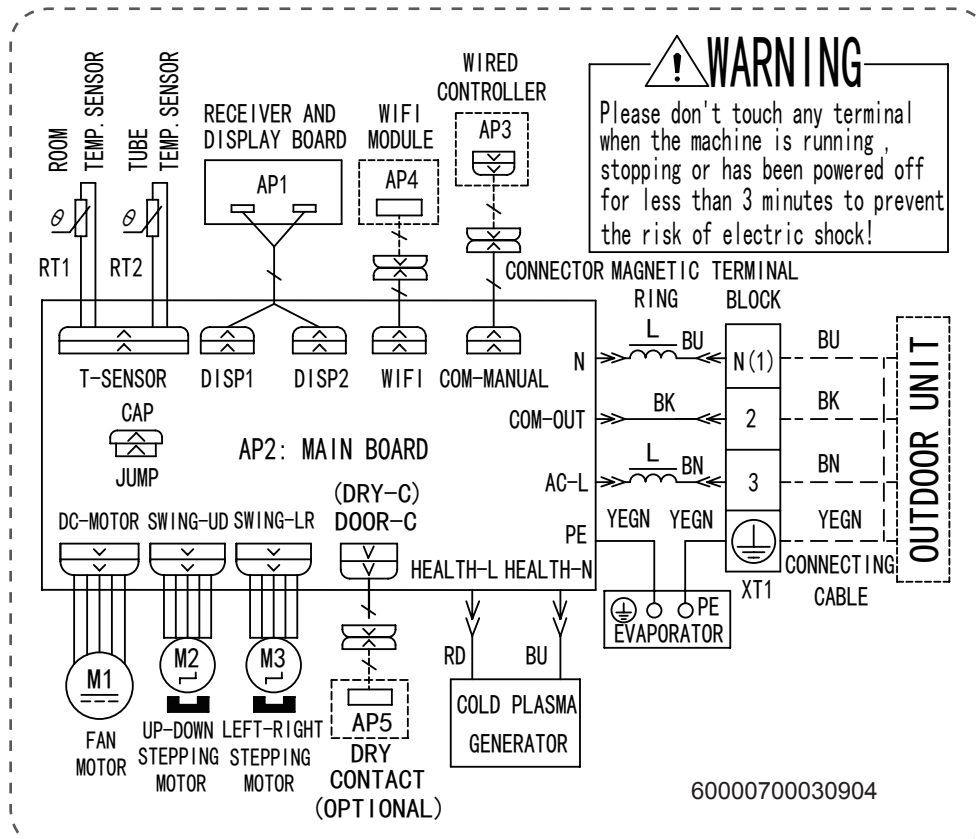 WARNING
Please don't touch any terminal
when the machine is running ,
stopping or has been powered off
for less than 3 minutes to prevent
the risk of electric shock!
ROOM
TEMP. SENSOR
TUBE
TEMP. SENSOR
RECEIVER AND
DISPLAY BOARD
WIFI
MODULE
WIRED
CONTROLLER
AP1
AP4
AP3
θ
θ
RT1
RT2
CONNECTOR
MAGNETIC
RING
TERMINAL
BLOCK
T-SENSOR
DISP1
DISP2
WIFI
COM-MANUAL
N
L
BU
N(1)
BU
CAP
JUMP
AP2: MAIN BOARD
COM-OUT
BK
2
BK
AC-L
L
BN
3
BN
OUTDOOR UNIT
(DRY-C)
DOOR-C
DC-MOTOR
SWING-UD
SWING-LR
PE
YEGN
YEGN
YEGN
HEALTH-L
HEALTH-N
XT1
CONNECTING
CABLE
PE
EVAPORATOR
M1
M2
M3
RD
BU
FAN
MOTOR
UP-DOWN
STEPPING
MOTOR
LEFT-RIGHT
STEPPING
MOTOR
AP5
DRY
CONTACT
(OPTIONAL)
COLD PLASMA
GENERATOR
60000700030904